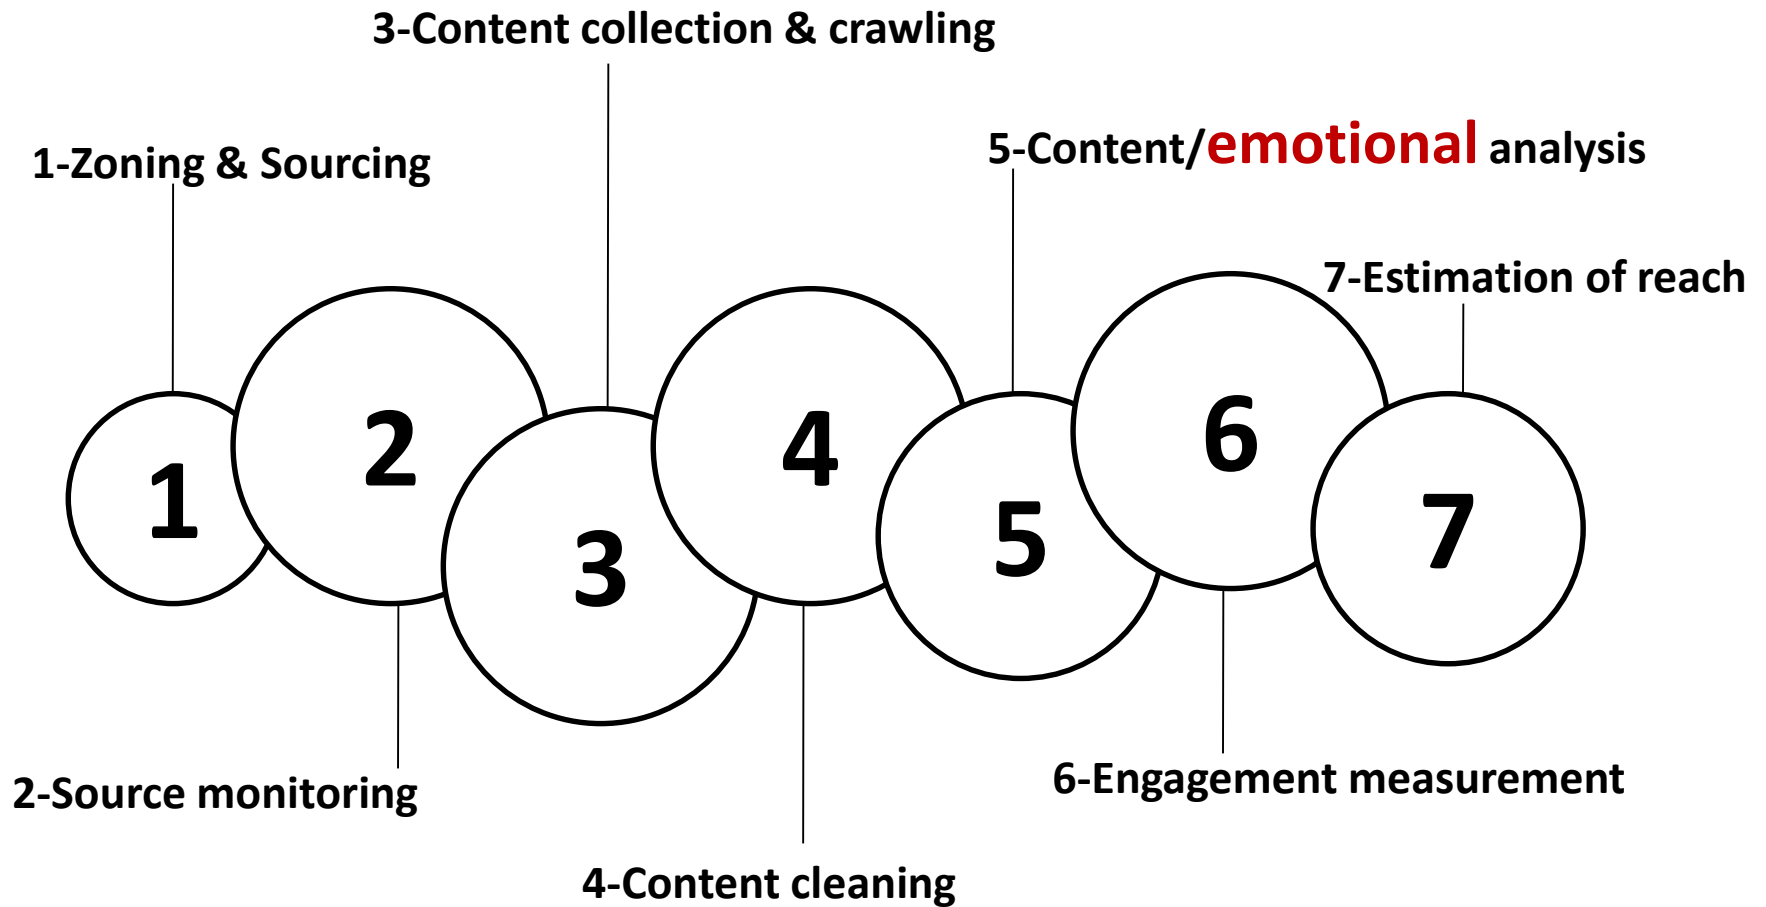 3-Content collection & crawling
1-Zoning & Sourcing
5-Content/emotional analysis
7-Estimation of reach
1
2
3
4
5
6
7
2-Source monitoring
6-Engagement measurement
4-Content cleaning